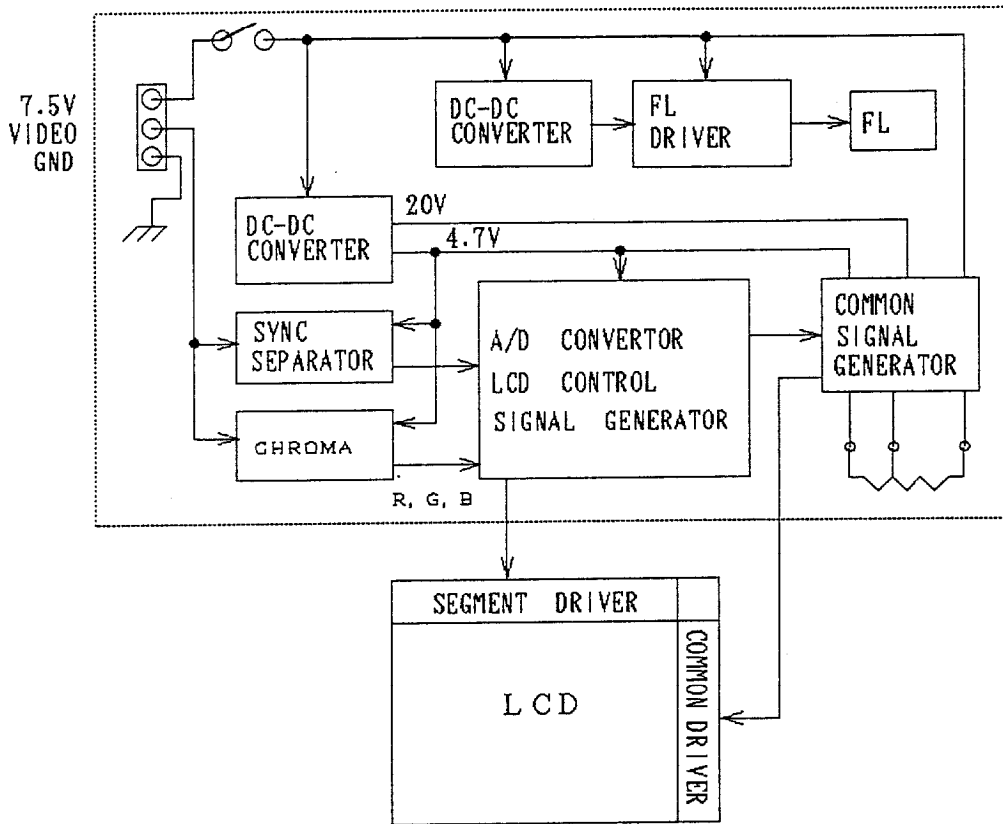 7.5V
VIDEO
GND
DC-DC
CONVERTER
FL
DRIVER
FL
DC-DC
CONVERTER
20V
4.7V
SYNC
SEPARATOR
CHROMA
R, G, B
A/D CONVERTOR
LCD CONTROL
SIGNAL GENERATOR
COMMON
SIGNAL
GENERATOR
SEGMENT DRIVER
LCD
COMMON DRIVER